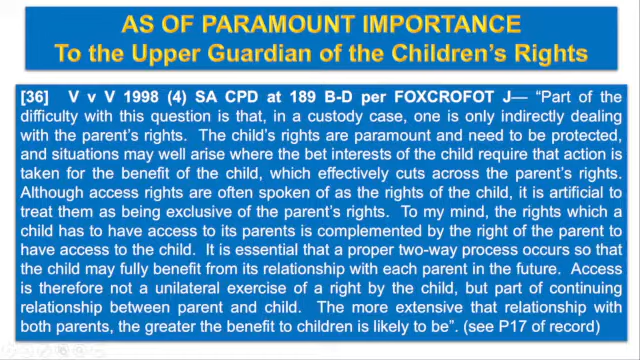 AS OF PARAMOUNT IMPORTANCE
To the Upper Guardian of the Children's Rights
[36] V v V 1998 (4) SA CPD at 189 B-D per FOXCROFOT J— "Part of the
difficulty with this question is that, in a custody case, one is only indirectly dealing
with the parent's rights. The child's rights are paramount and need to be protected,
and situations may well arise where the bet interests of the child require that action is
taken for the benefit of the child, which effectively cuts across the parent's rights.
Although access rights are often spoken of as the rights of the child, it is artificial to
treat them as being exclusive of the parent's rights. To my mind, the rights which a
child has to have access to its parents is complemented by the right of the parent to
have access to the child. It is essential that a proper two-way process occurs so that
the child may fully benefit from its relationship with each parent in the future. Access
is therefore not a unilateral exercise of a right by the child, but part of continuing
relationship between parent and child. The more extensive that relationship with
both parents, the greater the benefit to children is likely to be". (see P17 of record)